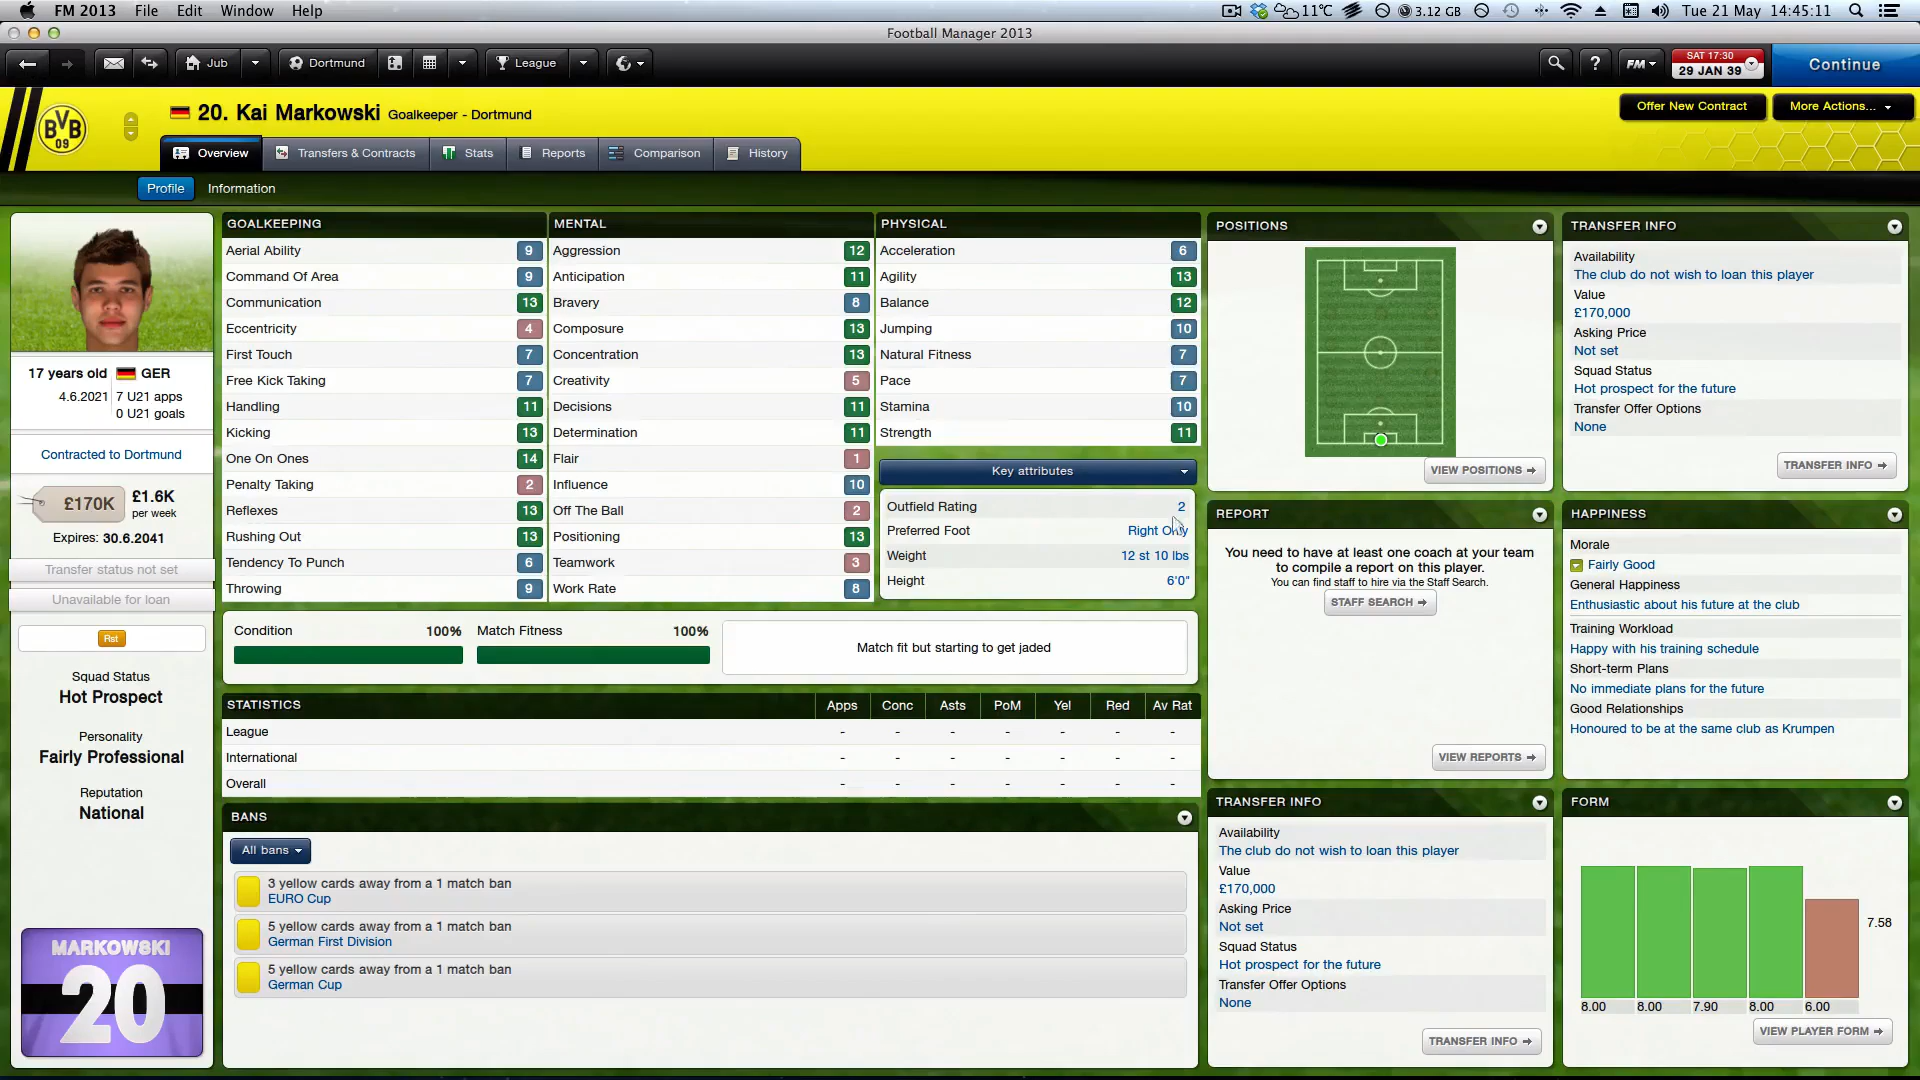 FM 2013 File Edit Window Help 11°C 3.12 GB Tue 21 May 14:45:11
Football Manager 2013
Job Dortmund League ? FM SAT 17:30 29 JAN 39 Continue
BVB 09
20. Kai Markowski Goalkeeper - Dortmund
Offer New Contract More Actions...
Overview Transfers & Contracts Stats Reports Comparison History
Profile Information
17 years old GER
4.6.2021 7 U21 apps
0 U21 goals
Contracted to Dortmund
£170K £1.6K
per week
Expires: 30.6.2041
Transfer status not set
Unavailable for loan
Rst
Squad Status
Hot Prospect
Personality
Fairly Professional
Reputation
National
MARKOWSKI
20
GOALKEEPING
Aerial Ability 9
Command Of Area 9
Communication 13
Eccentricity 4
First Touch 7
Free Kick Taking 7
Handling 11
Kicking 13
One On Ones 14
Penalty Taking 2
Reflexes 13
Rushing Out 13
Tendency To Punch 6
Throwing 9
MENTAL
Aggression 12
Anticipation 11
Bravery 8
Composure 13
Concentration 13
Creativity 5
Decisions 11
Determination 11
Flair 1
Influence 10
Off The Ball 2
Positioning 13
Teamwork 3
Work Rate 8
PHYSICAL
Acceleration 6
Agility 13
Balance 12
Jumping 10
Natural Fitness 7
Pace 7
Stamina 10
Strength 11
Key attributes
Outfield Rating 2
Preferred Foot Right Only
Weight 12 st 10 lbs
Height 6'0"
Condition 100% Match Fitness 100%
Match fit but starting to get jaded
STATISTICS Apps Conc Asts PoM Yel Red Av Rat
League - - - - - - -
International - - - - - - -
Overall - - - - - - -
BANS
All bans
3 yellow cards away from a 1 match ban
EURO Cup
5 yellow cards away from a 1 match ban
German First Division
5 yellow cards away from a 1 match ban
German Cup
POSITIONS
VIEW POSITIONS
REPORT
You need to have at least one coach at your team
to compile a report on this player.
You can find staff to hire via the Staff Search.
STAFF SEARCH
VIEW REPORTS
TRANSFER INFO
Availability
The club do not wish to loan this player
Value
£170,000
Asking Price
Not set
Squad Status
Hot prospect for the future
Transfer Offer Options
None
TRANSFER INFO
TRANSFER INFO
Availability
The club do not wish to loan this player
Value
£170,000
Asking Price
Not set
Squad Status
Hot prospect for the future
Transfer Offer Options
None
TRANSFER INFO
HAPPINESS
Morale
Fairly Good
General Happiness
Enthusiastic about his future at the club
Training Workload
Happy with his training schedule
Short-term Plans
No immediate plans for the future
Good Relationships
Honoured to be at the same club as Krumpen
FORM
7.58
8.00 8.00 7.90 8.00 6.00
VIEW PLAYER FORM